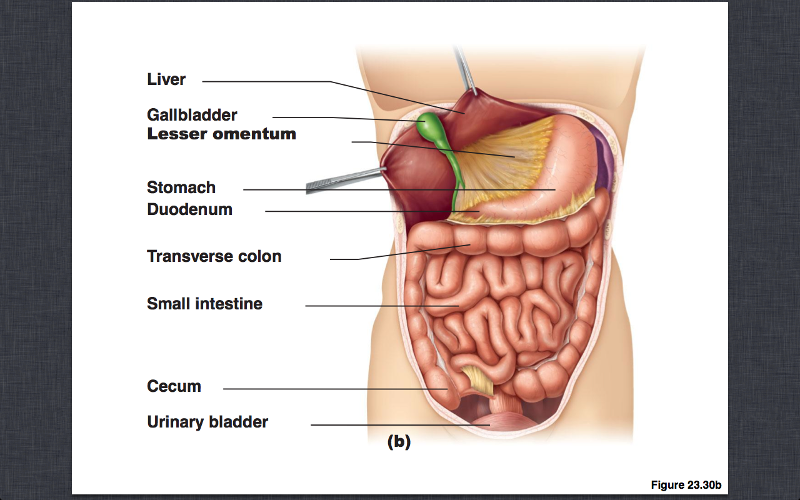 Liver
Gallbladder
Lesser omentum
Stomach
Duodenum
Transverse colon
Small intestine
Cecum
Urinary bladder
(b)
Figure 23.30b